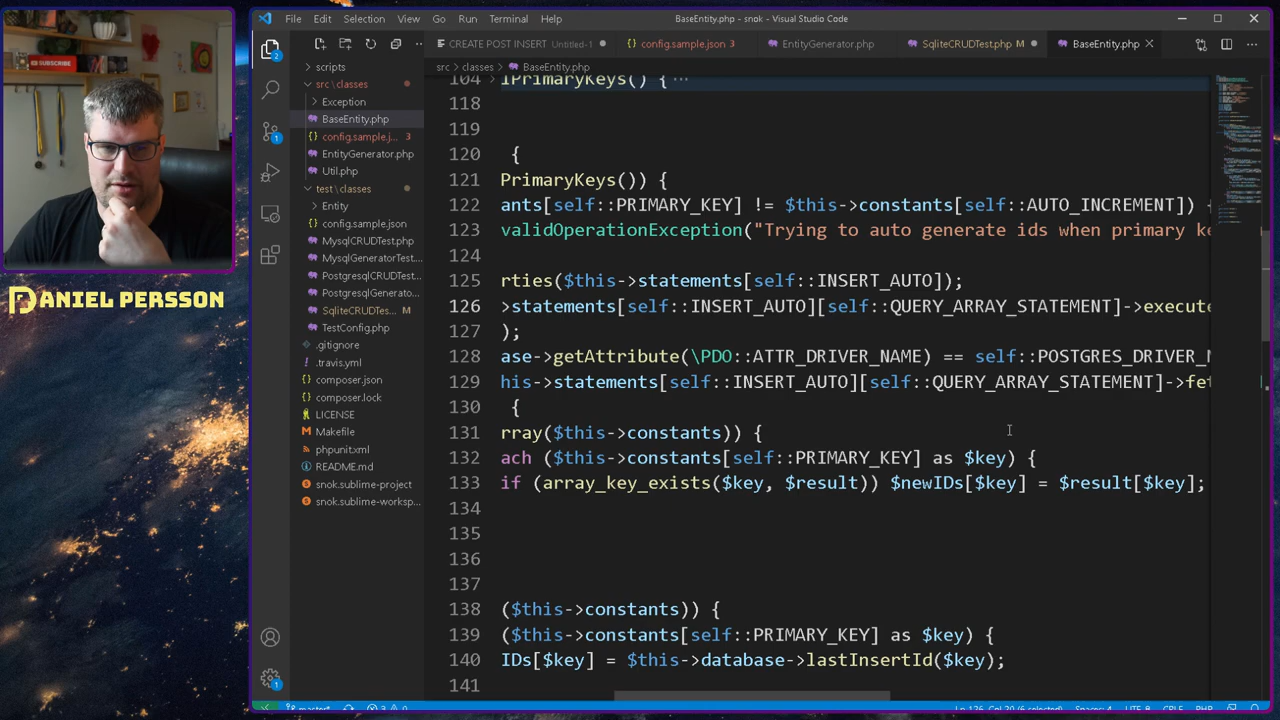 File Edit Selection View Go Run Terminal Help
BaseEntity.php - snok - Visual Studio Code
CREATE POST INSERT Untitled-1
config.sample.json 3
EntityGenerator.php
SqliteCRUDTest.php M
BaseEntity.php
src > classes > BaseEntity.php
SUBSCRIBE
DANIEL PERSSON
2
1
1
scripts
src\classes
Exception
BaseEntity.php
config.sample.j... 3
EntityGenerator.php
Util.php
test\classes
Entity
config.sample.json
MysqlCRUDTest.php
MysqlGeneratorTest...
PostgresqlCRUDTest...
PostgresqlGenerato...
SqliteCRUDTes... M
TestConfig.php
.gitignore
.travis.yml
composer.json
composer.lock
LICENSE
Makefile
phpunit.xml
README.md
snok.sublime-project
snok.sublime-worksp...
104 lPrimaryKeys() { ...
118
119
120 {
121 PrimaryKeys()) {
122 ants[self::PRIMARY_KEY] != $this->constants[self::AUTO_INCREMENT]) {
123 validOperationException("Trying to auto generate ids when primary ke
124
125 rties($this->statements[self::INSERT_AUTO]);
126 >statements[self::INSERT_AUTO][self::QUERY_ARRAY_STATEMENT]->execute
127 );
128 ase->getAttribute(\PDO::ATTR_DRIVER_NAME) == self::POSTGRES_DRIVER_N
129 his->statements[self::INSERT_AUTO][self::QUERY_ARRAY_STATEMENT]->fet
130 {
131 rray($this->constants)) {
132 ach ($this->constants[self::PRIMARY_KEY] as $key) {
133 if (array_key_exists($key, $result)) $newIDs[$key] = $result[$key];
134
135
136
137
138 ($this->constants)) {
139 ($this->constants[self::PRIMARY_KEY] as $key) {
140 IDs[$key] = $this->database->lastInsertId($key);
141